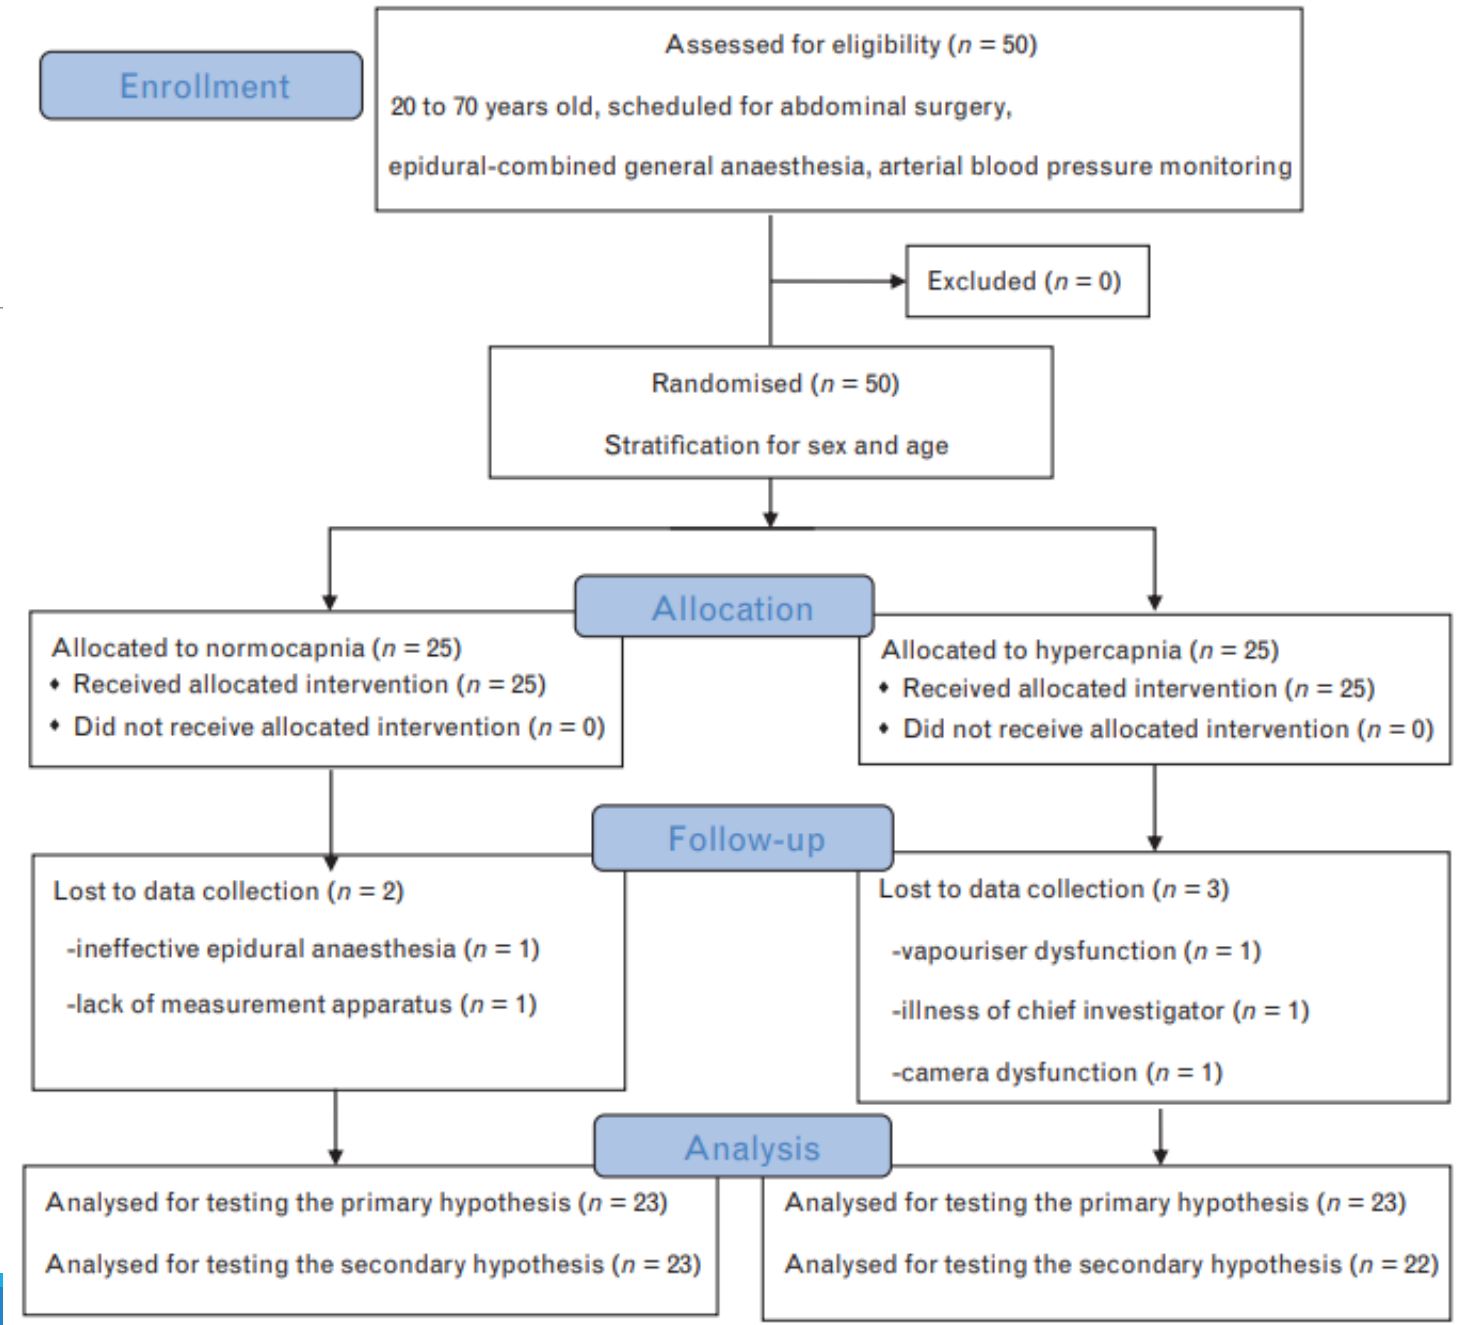 Enrollment
Assessed for eligibility (n = 50)
20 to 70 years old, scheduled for abdominal surgery,
epidural-combined general anaesthesia, arterial blood pressure monitoring
Excluded (n = 0)
Randomised (n = 50)
Stratification for sex and age
Allocation
Allocated to normocapnia (n = 25)
♦ Received allocated intervention (n = 25)
♦ Did not receive allocated intervention (n = 0)
Allocated to hypercapnia (n = 25)
♦ Received allocated intervention (n = 25)
♦ Did not receive allocated intervention (n = 0)
Follow-up
Lost to data collection (n = 2)
-ineffective epidural anaesthesia (n = 1)
-lack of measurement apparatus (n = 1)
Lost to data collection (n = 3)
-vapouriser dysfunction (n = 1)
-illness of chief investigator (n = 1)
-camera dysfunction (n = 1)
Analysis
Analysed for testing the primary hypothesis (n = 23)
Analysed for testing the secondary hypothesis (n = 23)
Analysed for testing the primary hypothesis (n = 23)
Analysed for testing the secondary hypothesis (n = 22)